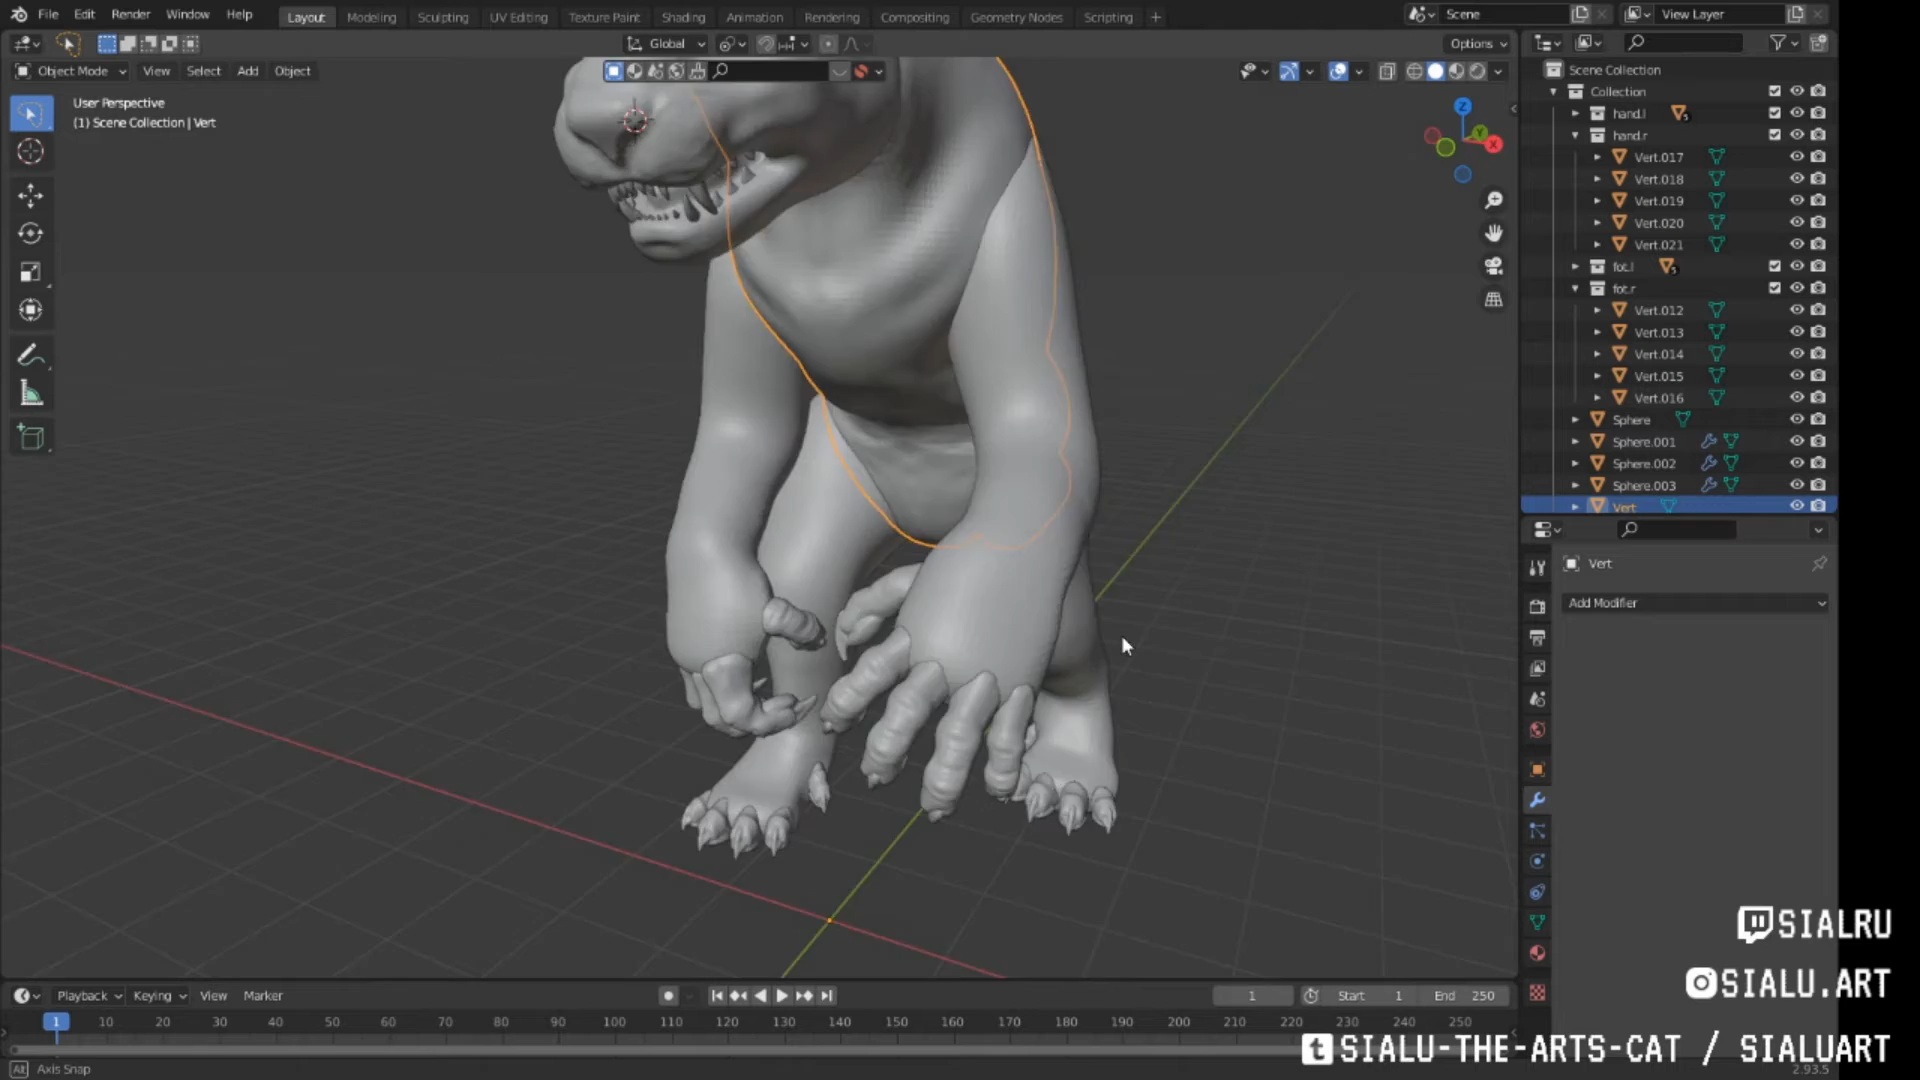 File Edit Render Window Help Layout Modeling Sculpting UV Editing Texture Paint Shading Animation Rendering Compositing Geometry Nodes Scripting + Scene View Layer
Global Options
Object Mode View Select Add Object
User Perspective
(1) Scene Collection | Vert
Z
Y
X
Scene Collection
Collection
hand.l 5
hand.r
Vert.017
Vert.018
Vert.019
Vert.020
Vert.021
fot.l 5
fot.r
Vert.012
Vert.013
Vert.014
Vert.015
Vert.016
Sphere
Sphere.001
Sphere.002
Sphere.003
Vert
Vert
Add Modifier
SIALRU
SIALU.ART
SIALU-THE-ARTS-CAT / SIALUART
Playback Keying View Marker 1 Start 1 End 250
1 10 20 30 40 50 60 70 80 90 100 110 120 130 140 150 160 170 180 190 200 210 220 230 240 250
Alt Axis Snap
2.93.5